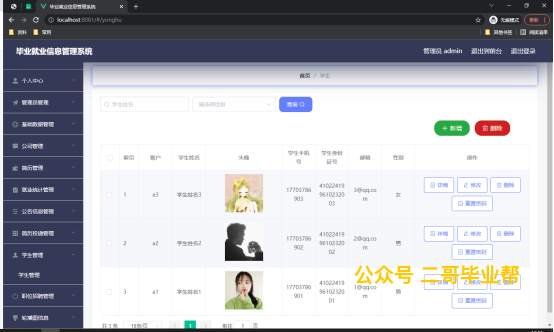 毕业就业信息管理系统
localhost:8081/#/yonghu
无痕模式
资料 常用
其他书签 阅读清单
毕业就业信息管理系统
管理员 admin 退出到前台 退出登录
个人中心
管理员管理
基础数据管理
公司管理
简历管理
就业统计管理
公告信息管理
简历投递管理
学生管理
学生管理
职位招聘管理
轮播图信息
首页 / 学生
学生姓名
查询
新增 删除
索引 账户 学生姓名 头像 学生手机号 学生身份证号 邮箱 性别 操作
1 a3 学生姓名3 17703786903 410224199610232003 3@qq.com 女 详情 修改 删除 重置密码
2 a2 学生姓名2 17703786902 410224199610232002 2@qq.com 男 详情 修改 删除 重置密码
3 a1 学生姓名1 17703786901 410224199610232001 1@qq.com 男 详情 修改 删除 重置密码
公众号 二哥毕业帮
共 3 条 10条/页 1 前往 1 页